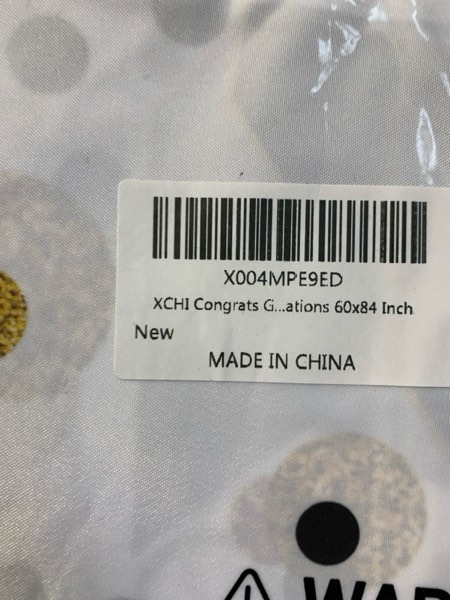 X004MPE9ED
XCHI Congrats G...ations 60x84 Inch
New
MADE IN CHINA